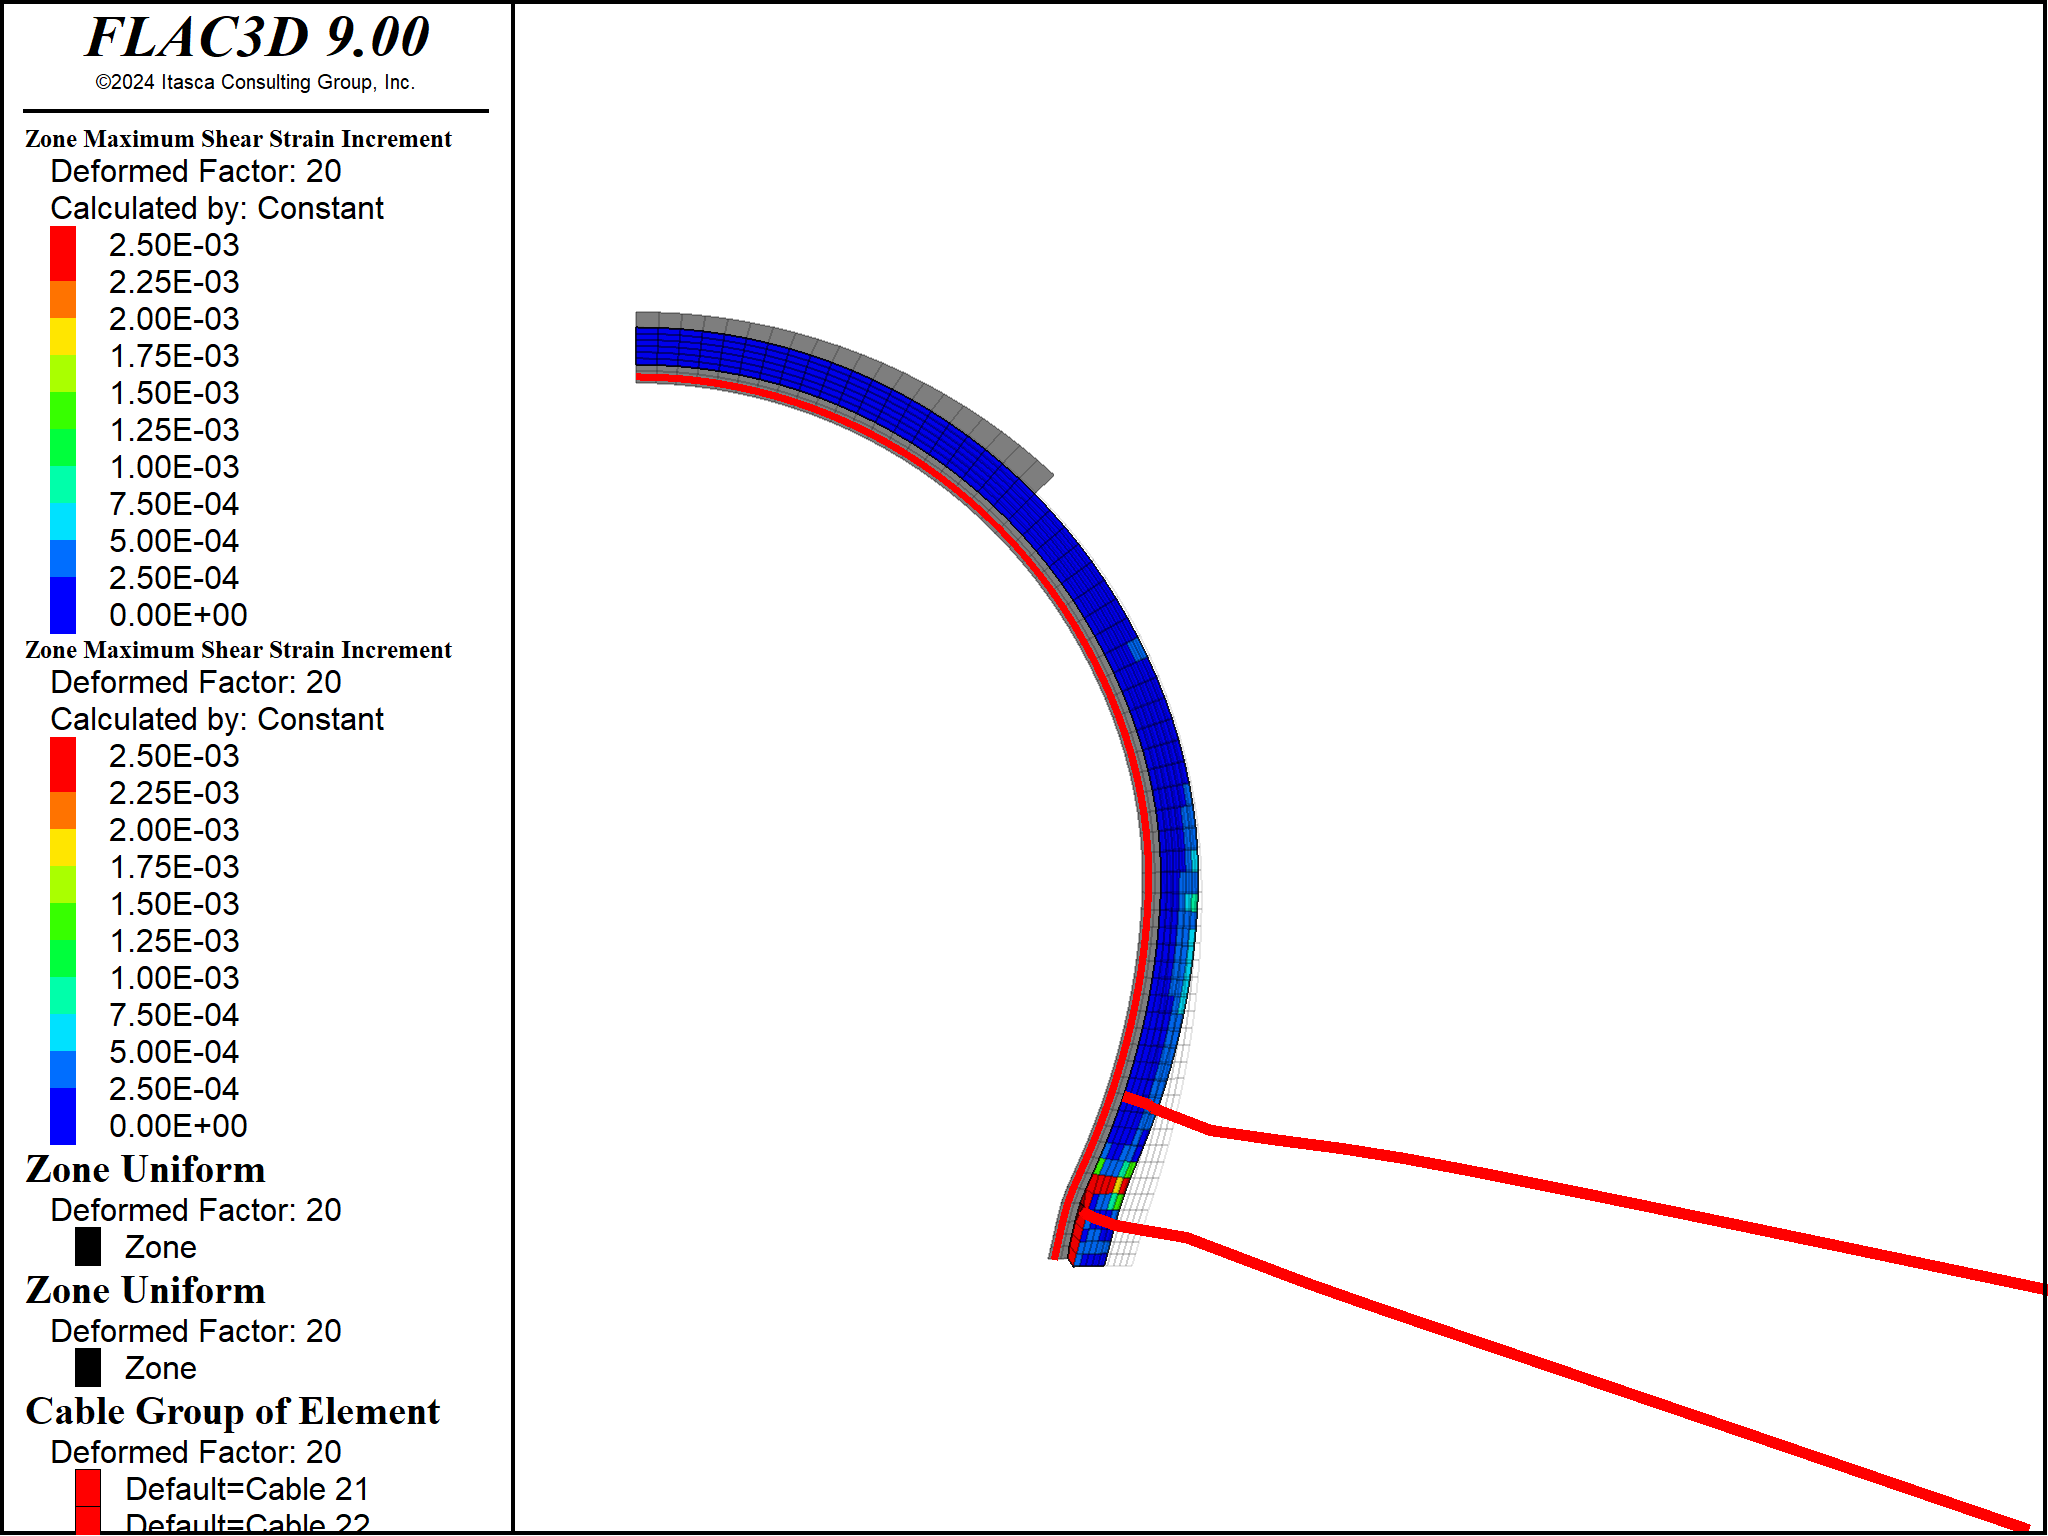 FLAC3D 9.00
©2024 Itasca Consulting Group, Inc.
Zone Maximum Shear Strain Increment
Deformed Factor: 20
Calculated by: Constant
2.50E-03
2.25E-03
2.00E-03
1.75E-03
1.50E-03
1.25E-03
1.00E-03
7.50E-04
5.00E-04
2.50E-04
0.00E+00
Zone Maximum Shear Strain Increment
Deformed Factor: 20
Calculated by: Constant
2.50E-03
2.25E-03
2.00E-03
1.75E-03
1.50E-03
1.25E-03
1.00E-03
7.50E-04
5.00E-04
2.50E-04
0.00E+00
Zone Uniform
Deformed Factor: 20
Zone
Zone Uniform
Deformed Factor: 20
Zone
Cable Group of Element
Deformed Factor: 20
Default=Cable 21
Default=Cable 22